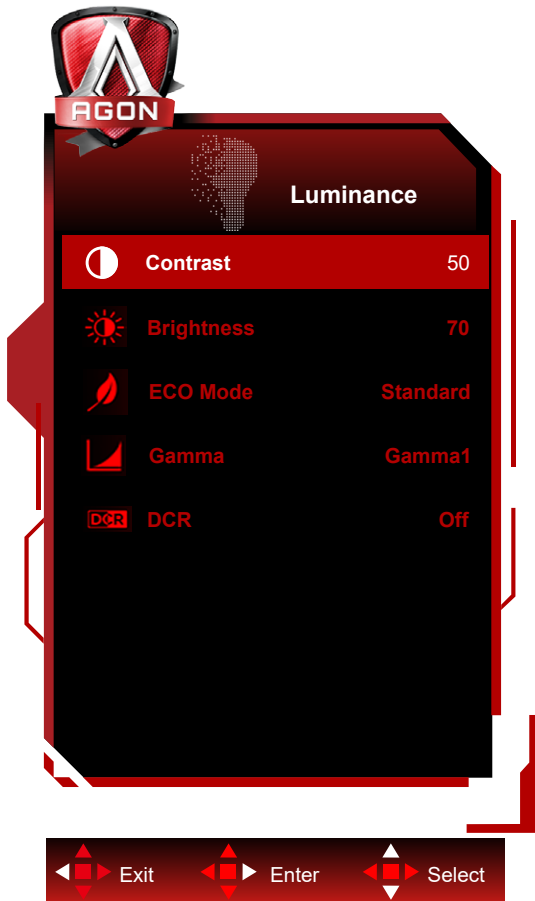 AGON
Luminance
Contrast 50
Brightness 70
ECO Mode Standard
Gamma Gamma1
DCR DCR Off
Exit Enter Select